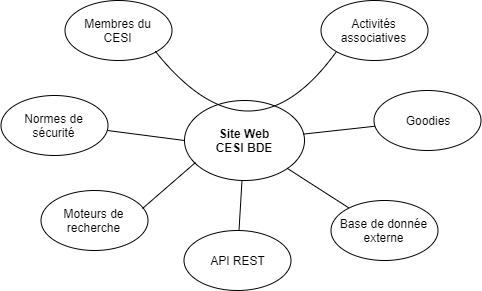 Membres du
CESI
Activités
associatives
Normes de
sécurité
Site Web
CESI BDE
Goodies
Moteurs de
recherche
Base de donnée
externe
API REST